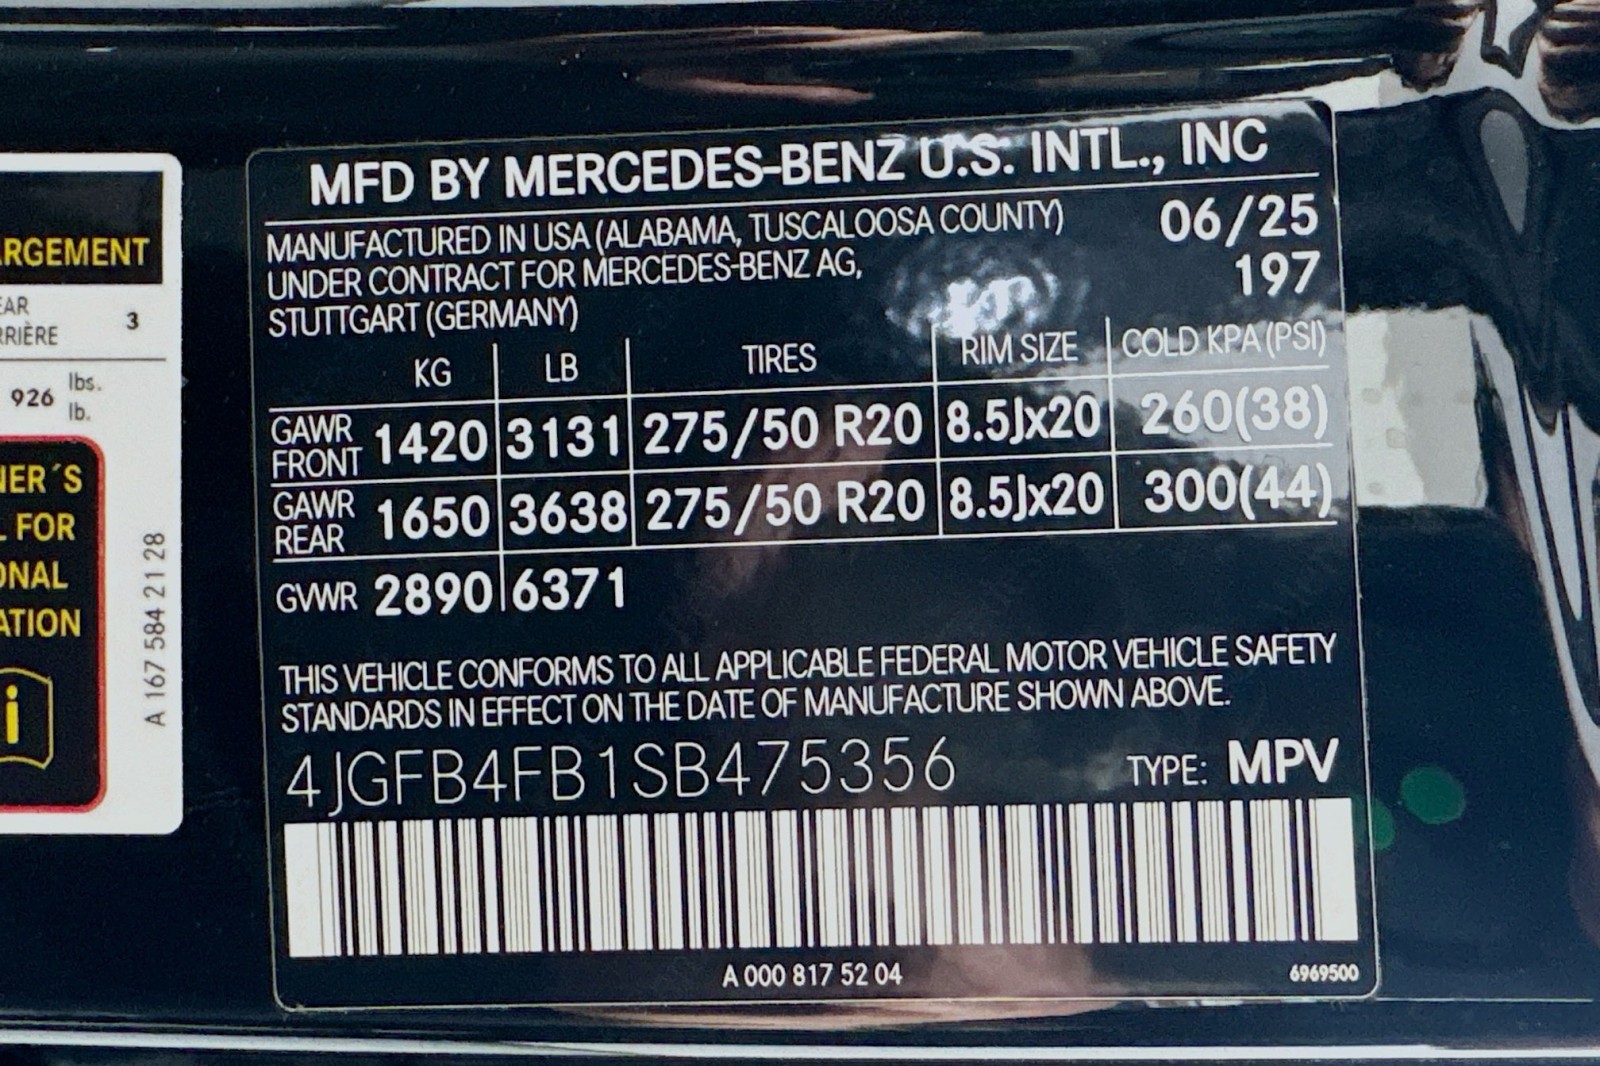 ARGEMENT
EAR
RRIÈRE 3
926 lbs.
lb.
NER´S
L FOR
ONAL
ATION
i
A 167 584 21 28
MFD BY MERCEDES-BENZ U.S. INTL., INC
MANUFACTURED IN USA (ALABAMA, TUSCALOOSA COUNTY) 06/25
UNDER CONTRACT FOR MERCEDES-BENZ AG, 197
STUTTGART (GERMANY)
KG LB TIRES RIM SIZE COLD KPA (PSI)
GAWR FRONT 1420 3131 275/50 R20 8.5Jx20 260(38)
GAWR REAR 1650 3638 275/50 R20 8.5Jx20 300(44)
GVWR 2890 6371
THIS VEHICLE CONFORMS TO ALL APPLICABLE FEDERAL MOTOR VEHICLE SAFETY
STANDARDS IN EFFECT ON THE DATE OF MANUFACTURE SHOWN ABOVE.
4JGFB4FB1SB475356 TYPE: MPV
A 000 817 52 04 6969500